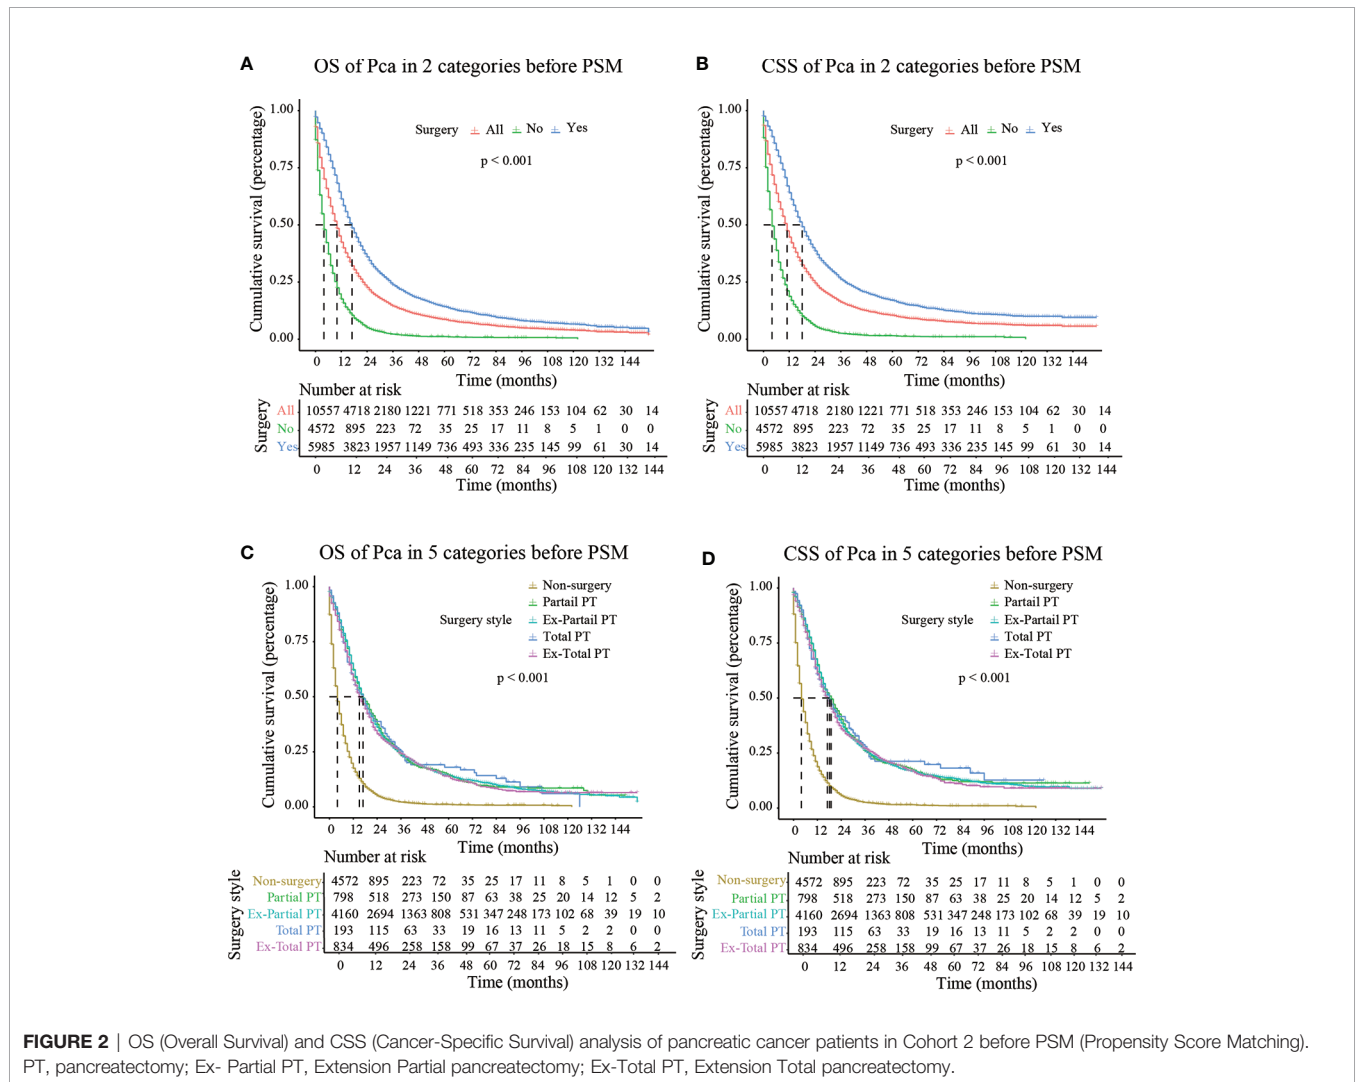 A
OS of Pca in 2 categories before PSM
Cumulative survival (percentage)
1.00
0.75
0.50
0.25
0.00
Surgery All No Yes
p < 0.001
0 12 24 36 48 60 72 84 96 108 120 132 144
Time (months)
Number at risk
Surgery
All 10557 4718 2180 1221 771 518 353 246 153 104 62 30 14
No 4572 895 223 72 35 25 17 11 8 5 1 0 0
Yes 5985 3823 1957 1149 736 493 336 235 145 99 61 30 14
0 12 24 36 48 60 72 84 96 108 120 132 144
Time (months)
B
CSS of Pca in 2 categories before PSM
Cumulative survival (percentage)
1.00
0.75
0.50
0.25
0.00
Surgery All No Yes
p < 0.001
0 12 24 36 48 60 72 84 96 108 120 132 144
Time (months)
Number at risk
Surgery
All 10557 4718 2180 1221 771 518 353 246 153 104 62 30 14
No 4572 895 223 72 35 25 17 11 8 5 1 0 0
Yes 5985 3823 1957 1149 736 493 336 235 145 99 61 30 14
0 12 24 36 48 60 72 84 96 108 120 132 144
Time (months)
C
OS of Pca in 5 categories before PSM
Cumulative survival (percentage)
1.00
0.75
0.50
0.25
0.00
Surgery style
Non-surgery
Partail PT
Ex-Partail PT
Total PT
Ex-Total PT
p < 0.001
0 12 24 36 48 60 72 84 96 108 120 132 144
Time (months)
Number at risk
Surgery style
Non-surgery 4572 895 223 72 35 25 17 11 8 5 1 0 0
Partial PT 798 518 273 150 87 63 38 25 20 14 12 5 2
Ex-Partial PT 4160 2694 1363 808 531 347 248 173 102 68 39 19 10
Total PT 193 115 63 33 19 16 13 11 5 2 2 0 0
Ex-Total PT 834 496 258 158 99 67 37 26 18 15 8 6 2
0 12 24 36 48 60 72 84 96 108 120 132 144
Time (months)
D
CSS of Pca in 5 categories before PSM
Cumulative survival (percentage)
1.00
0.75
0.50
0.25
0.00
Surgery style
Non-surgery
Partail PT
Ex-Partail PT
Total PT
Ex-Total PT
p < 0.001
0 12 24 36 48 60 72 84 96 108 120 132 144
Time (months)
Number at risk
Surgery style
Non-surgery 4572 895 223 72 35 25 17 11 8 5 1 0 0
Partial PT 798 518 273 150 87 63 38 25 20 14 12 5 2
Ex-Partial PT 4160 2694 1363 808 531 347 248 173 102 68 39 19 10
Total PT 193 115 63 33 19 16 13 11 5 2 2 0 0
Ex-Total PT 834 496 258 158 99 67 37 26 18 15 8 6 2
0 12 24 36 48 60 72 84 96 108 120 132 144
Time (months)
FIGURE 2 | OS (Overall Survival) and CSS (Cancer-Specific Survival) analysis of pancreatic cancer patients in Cohort 2 before PSM (Propensity Score Matching).
PT, pancreatectomy; Ex- Partial PT, Extension Partial pancreatectomy; Ex-Total PT, Extension Total pancreatectomy.